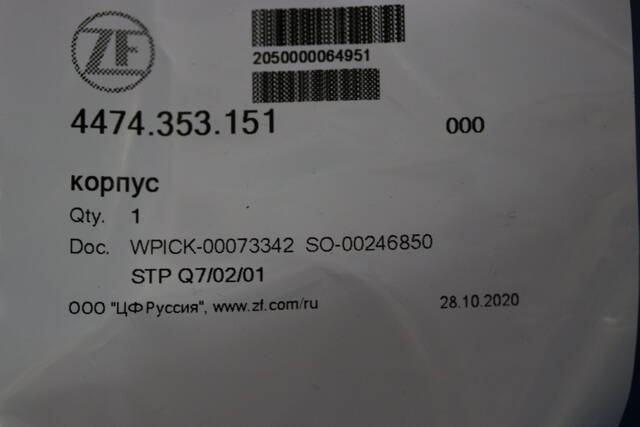 ZF
2050000064951
4474.353.151 000
корпус
Qty. 1
Doc. WPICK-00073342 SO-00246850
STP Q7/02/01
ООО "ЦФ Руссия", www.zf.com/ru 28.10.2020